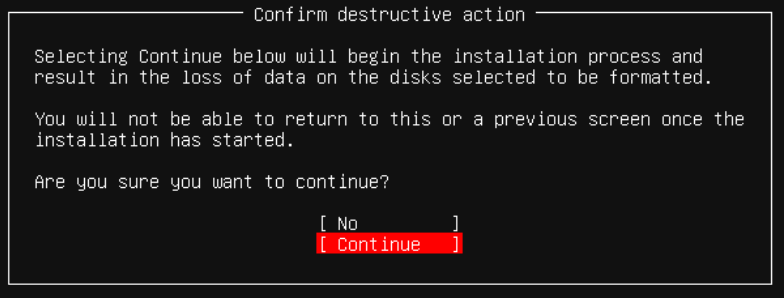 Confirm destructive action
Selecting Continue below will begin the installation process and
result in the loss of data on the disks selected to be formatted.
You will not be able to return to this or a previous screen once the
installation has started.
Are you sure you want to continue?
[ No ]
[ Continue ]